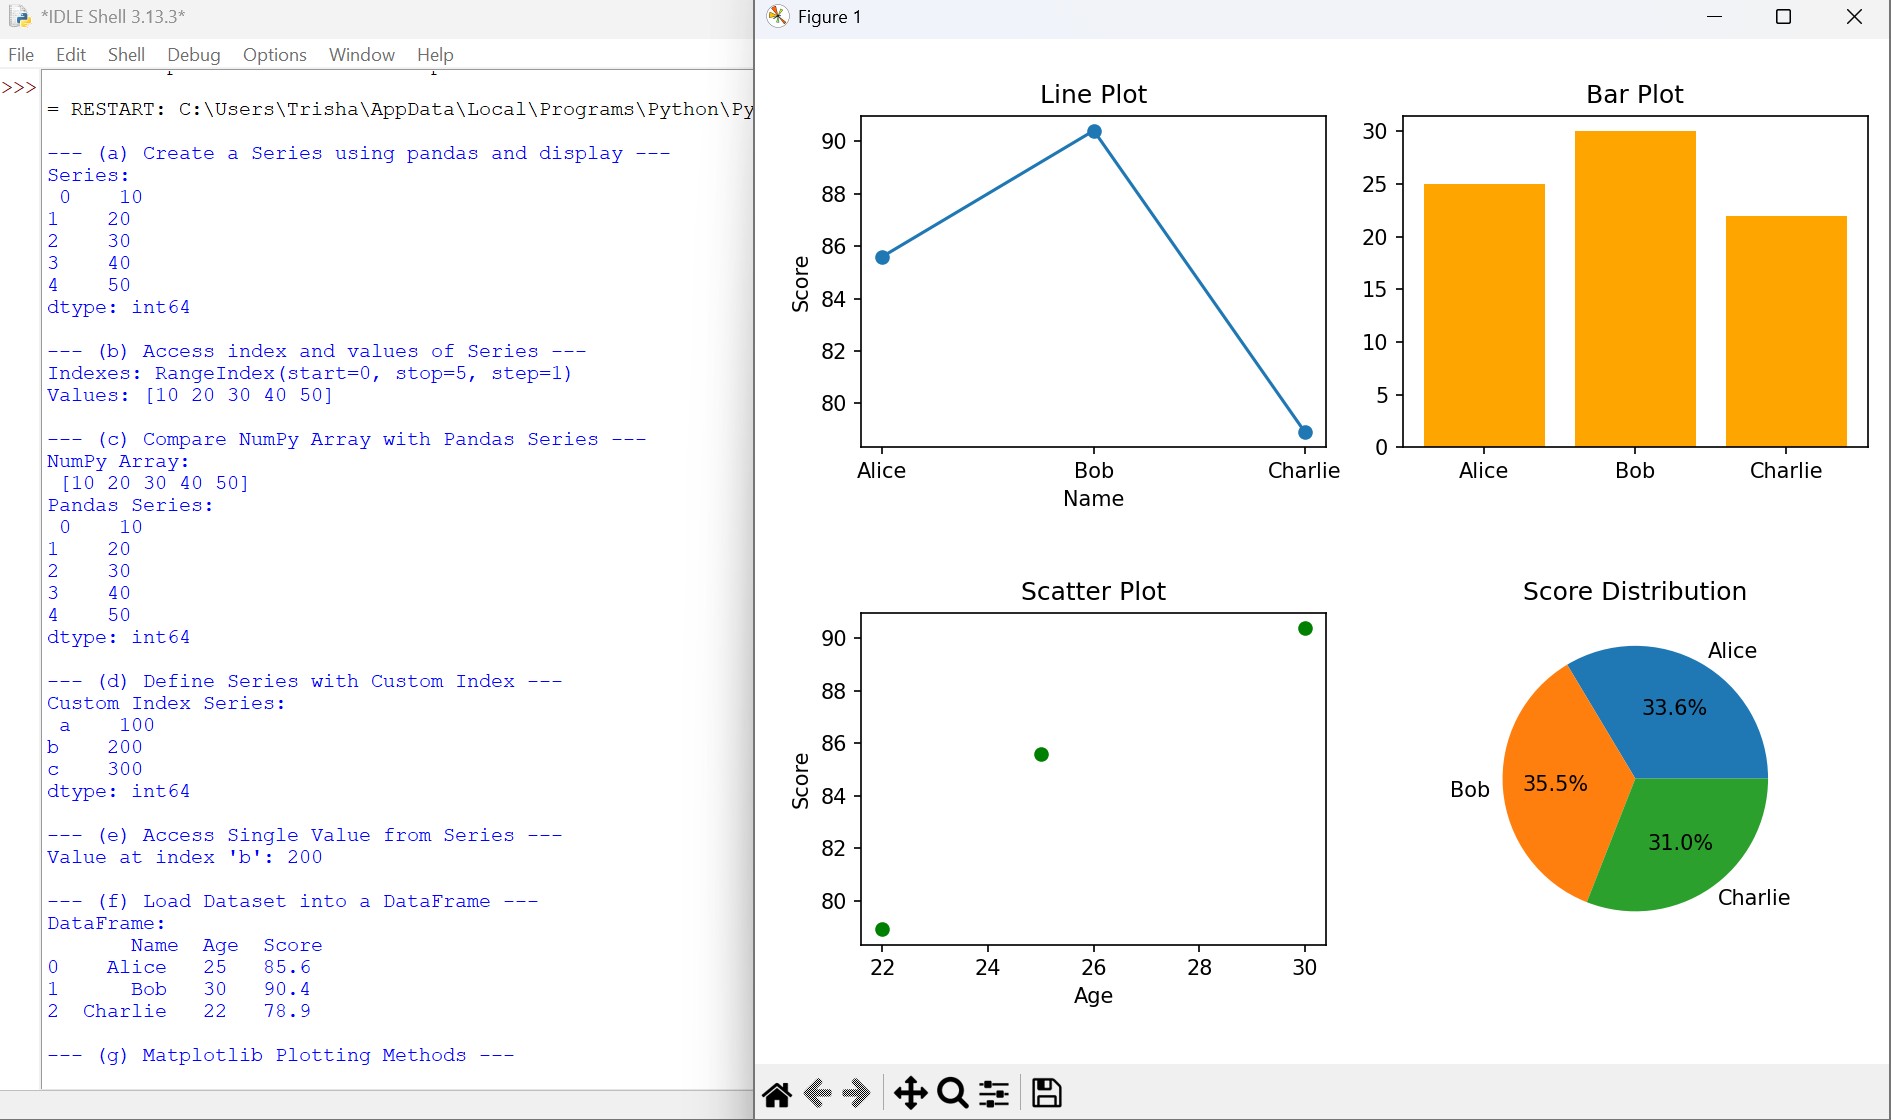 *IDLE Shell 3.13.3*
File Edit Shell Debug Options Window Help
>>>
= RESTART: C:\Users\Trisha\AppData\Local\Programs\Python\Py
--- (a) Create a Series using pandas and display ---
Series:
0 10
1 20
2 30
3 40
4 50
dtype: int64
--- (b) Access index and values of Series ---
Indexes: RangeIndex(start=0, stop=5, step=1)
Values: [10 20 30 40 50]
--- (c) Compare NumPy Array with Pandas Series ---
NumPy Array:
[10 20 30 40 50]
Pandas Series:
0 10
1 20
2 30
3 40
4 50
dtype: int64
--- (d) Define Series with Custom Index ---
Custom Index Series:
a 100
b 200
c 300
dtype: int64
--- (e) Access Single Value from Series ---
Value at index 'b': 200
--- (f) Load Dataset into a DataFrame ---
DataFrame:
Name Age Score
0 Alice 25 85.6
1 Bob 30 90.4
2 Charlie 22 78.9
--- (g) Matplotlib Plotting Methods ---
Figure 1
Line Plot
90
88
86
84
82
80
Score
Alice Bob Charlie
Name
Bar Plot
30
25
20
15
10
5
0
Alice Bob Charlie
Scatter Plot
90
88
86
84
82
80
Score
22 24 26 28 30
Age
Score Distribution
Alice
33.6%
Bob
35.5%
31.0%
Charlie